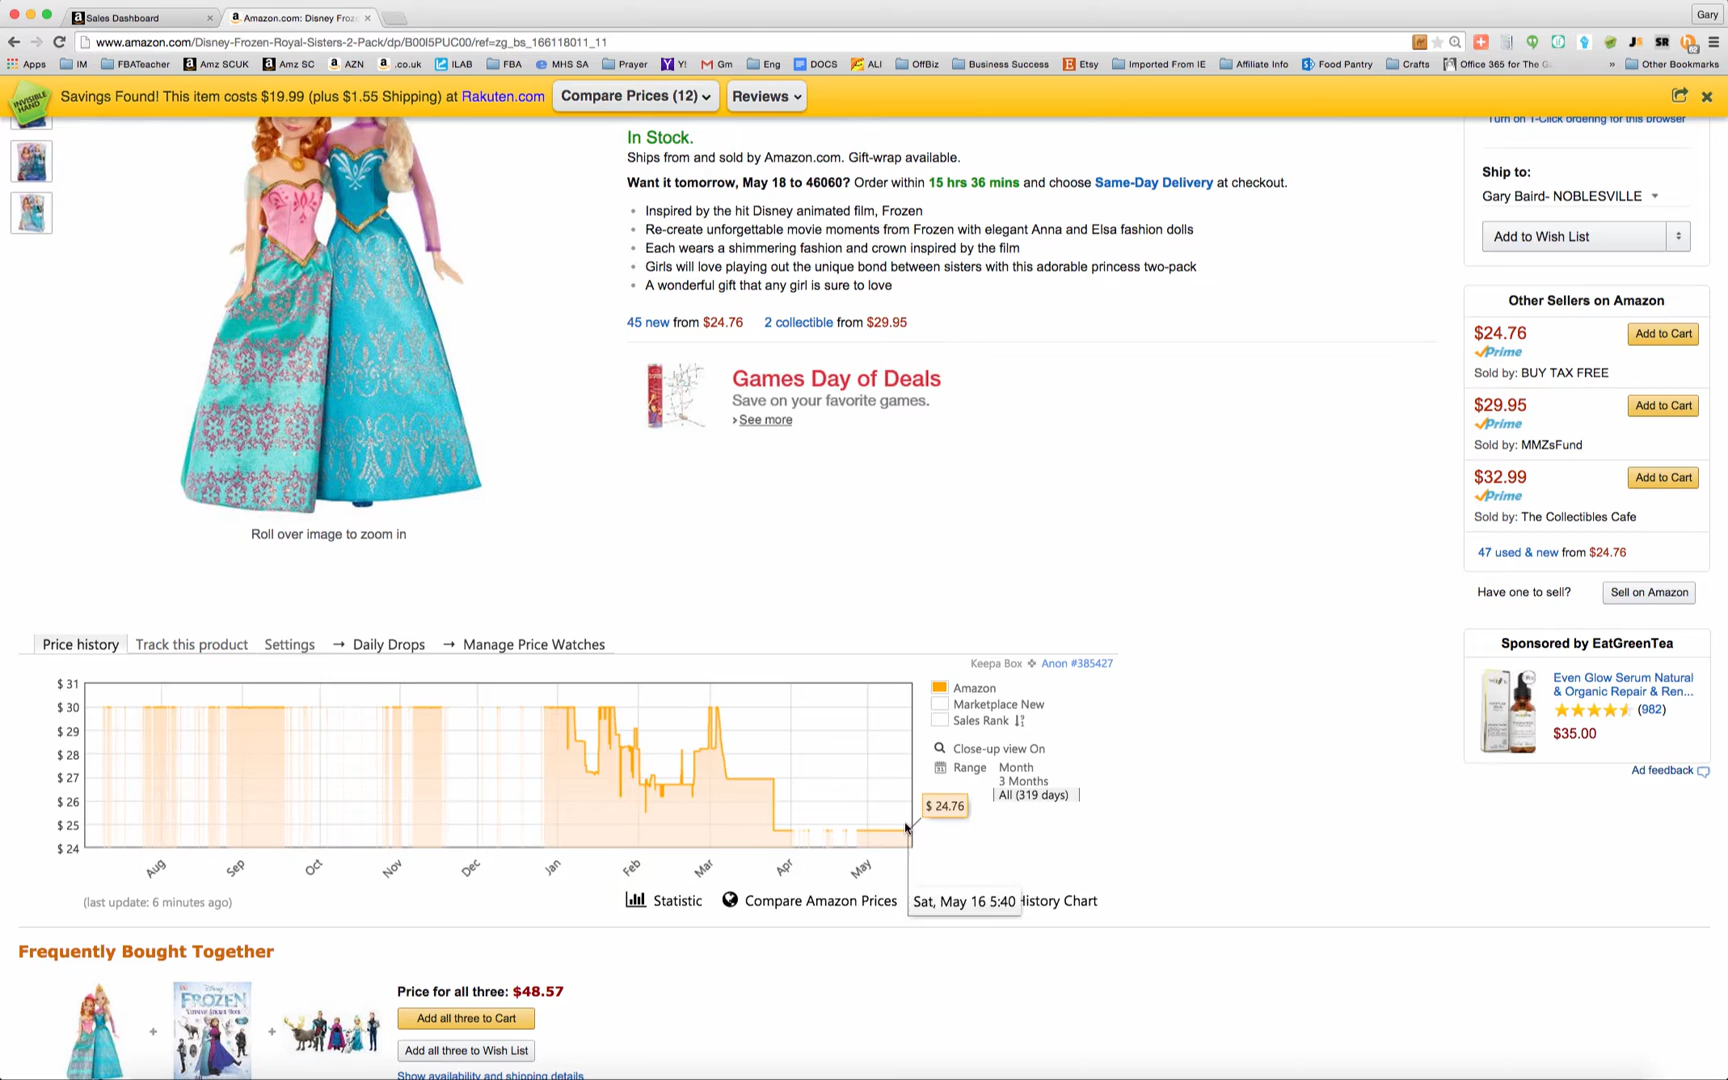 Sales Dashboard
Amazon.com: Disney Froz
Gary
www.amazon.com/Disney-Frozen-Royal-Sisters-2-Pack/dp/B00I5PUC00/ref=zg_bs_166118011_11
Apps IM FBATeacher Amz SCUK Amz SC AZN .co.uk ILAB FBA MHS SA Prayer Y! Gm Eng DOCS ALI OffBiz Business Success Etsy Imported From IE Affiliate Info Food Pantry Crafts Office 365 for The » Other Bookmarks
INVISIBLE HAND
Savings Found! This item costs $19.99 (plus $1.55 Shipping) at Rakuten.com Compare Prices (12) Reviews
Turn on 1-Click ordering for this browser
In Stock.
Ships from and sold by Amazon.com. Gift-wrap available.
Want it tomorrow, May 18 to 46060? Order within 15 hrs 36 mins and choose Same-Day Delivery at checkout.
• Inspired by the hit Disney animated film, Frozen
• Re-create unforgettable movie moments from Frozen with elegant Anna and Elsa fashion dolls
• Each wears a shimmering fashion and crown inspired by the film
• Girls will love playing out the unique bond between sisters with this adorable princess two-pack
• A wonderful gift that any girl is sure to love
45 new from $24.76 2 collectible from $29.95
Games Day of Deals
Save on your favorite games.
› See more
Roll over image to zoom in
Ship to:
Gary Baird- NOBLESVILLE
Add to Wish List
Other Sellers on Amazon
$24.76 Add to Cart
Prime
Sold by: BUY TAX FREE
$29.95 Add to Cart
Prime
Sold by: MMZsFund
$32.99 Add to Cart
Prime
Sold by: The Collectibles Cafe
47 used & new from $24.76
Have one to sell? Sell on Amazon
Sponsored by EatGreenTea
Even Glow Serum Natural
& Organic Repair & Ren...
(982)
$35.00
Ad feedback
Price history Track this product Settings → Daily Drops → Manage Price Watches
Keepa Box Anon #385427
$ 31
$ 30
$ 29
$ 28
$ 27
$ 26
$ 25
$ 24
Aug Sep Oct Nov Dec Jan Feb Mar Apr May
Amazon
Marketplace New
Sales Rank
Close-up view On
Range Month
3 Months
All (319 days)
$ 24.76
(last update: 6 minutes ago)
Statistic Compare Amazon Prices Sat, May 16 5:40 History Chart
Frequently Bought Together
Disney
FROZEN
ULTIMATE STICKER BOOK
+ +
Price for all three: $48.57
Add all three to Cart
Add all three to Wish List
Show availability and shipping details